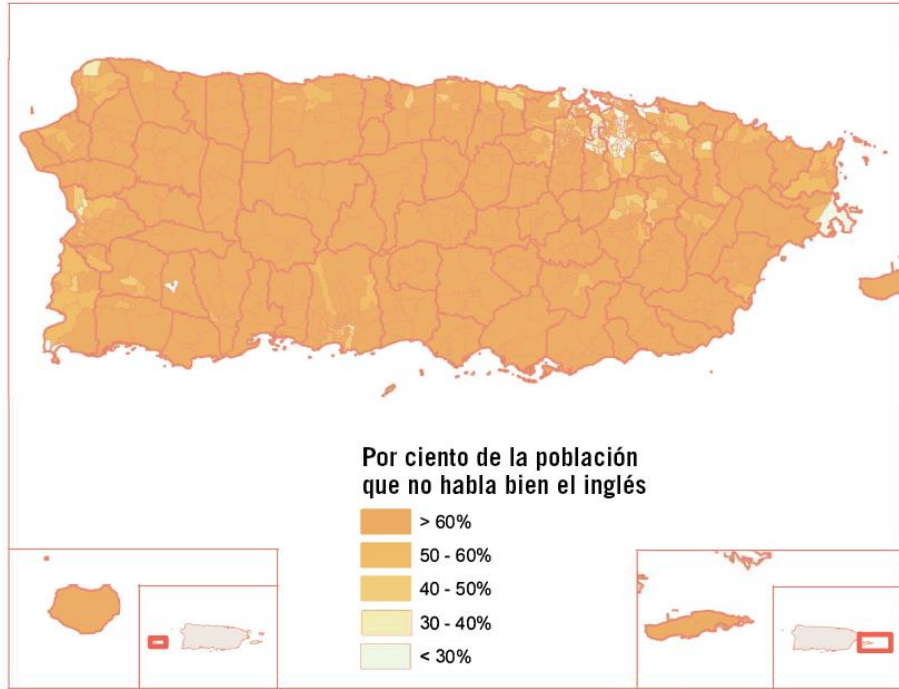 Por ciento de la población
que no habla bien el inglés
> 60%
50 - 60%
40 - 50%
30 - 40%
< 30%